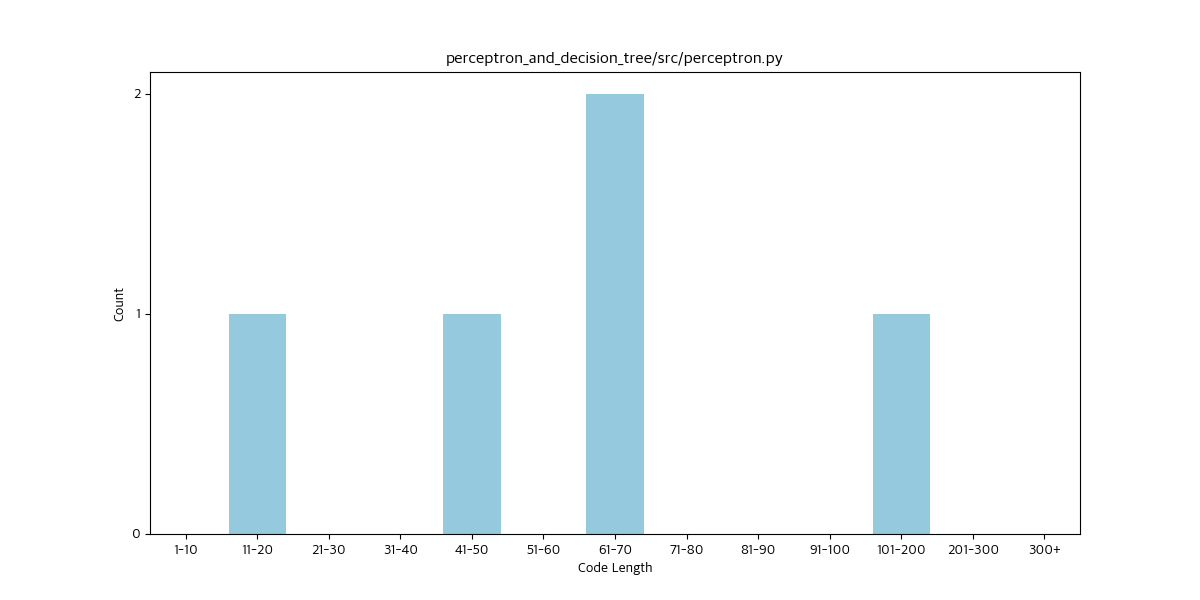 perceptron_and_decision_tree/src/perceptron.py
Count
2
1
0
1-10 11-20 21-30 31-40 41-50 51-60 61-70 71-80 81-90 91-100 101-200 201-300 300+
Code Length